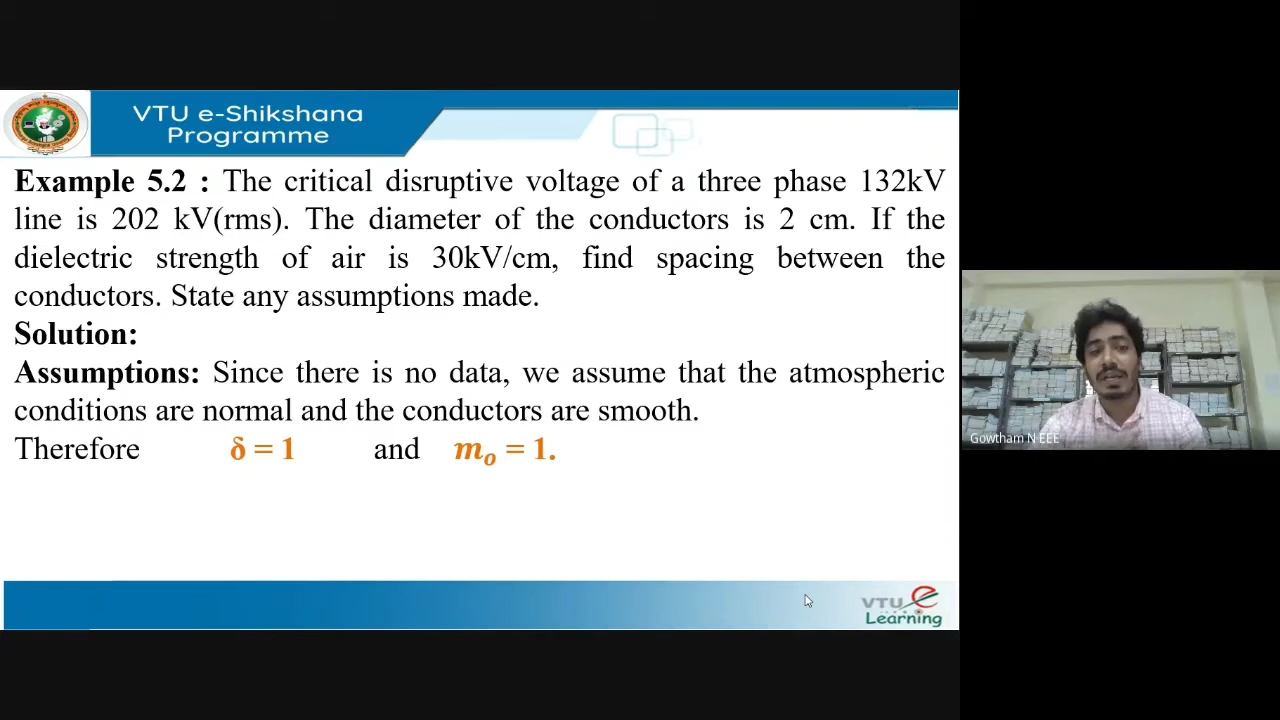 VTU e-Shikshana
Programme
Example 5.2 : The critical disruptive voltage of a three phase 132kV
line is 202 kV(rms). The diameter of the conductors is 2 cm. If the
dielectric strength of air is 30kV/cm, find spacing between the
conductors. State any assumptions made.
Solution:
Assumptions: Since there is no data, we assume that the atmospheric
conditions are normal and the conductors are smooth.
Therefore δ = 1 and mₒ = 1.
Gowtham N EEE
VTU e
Learning